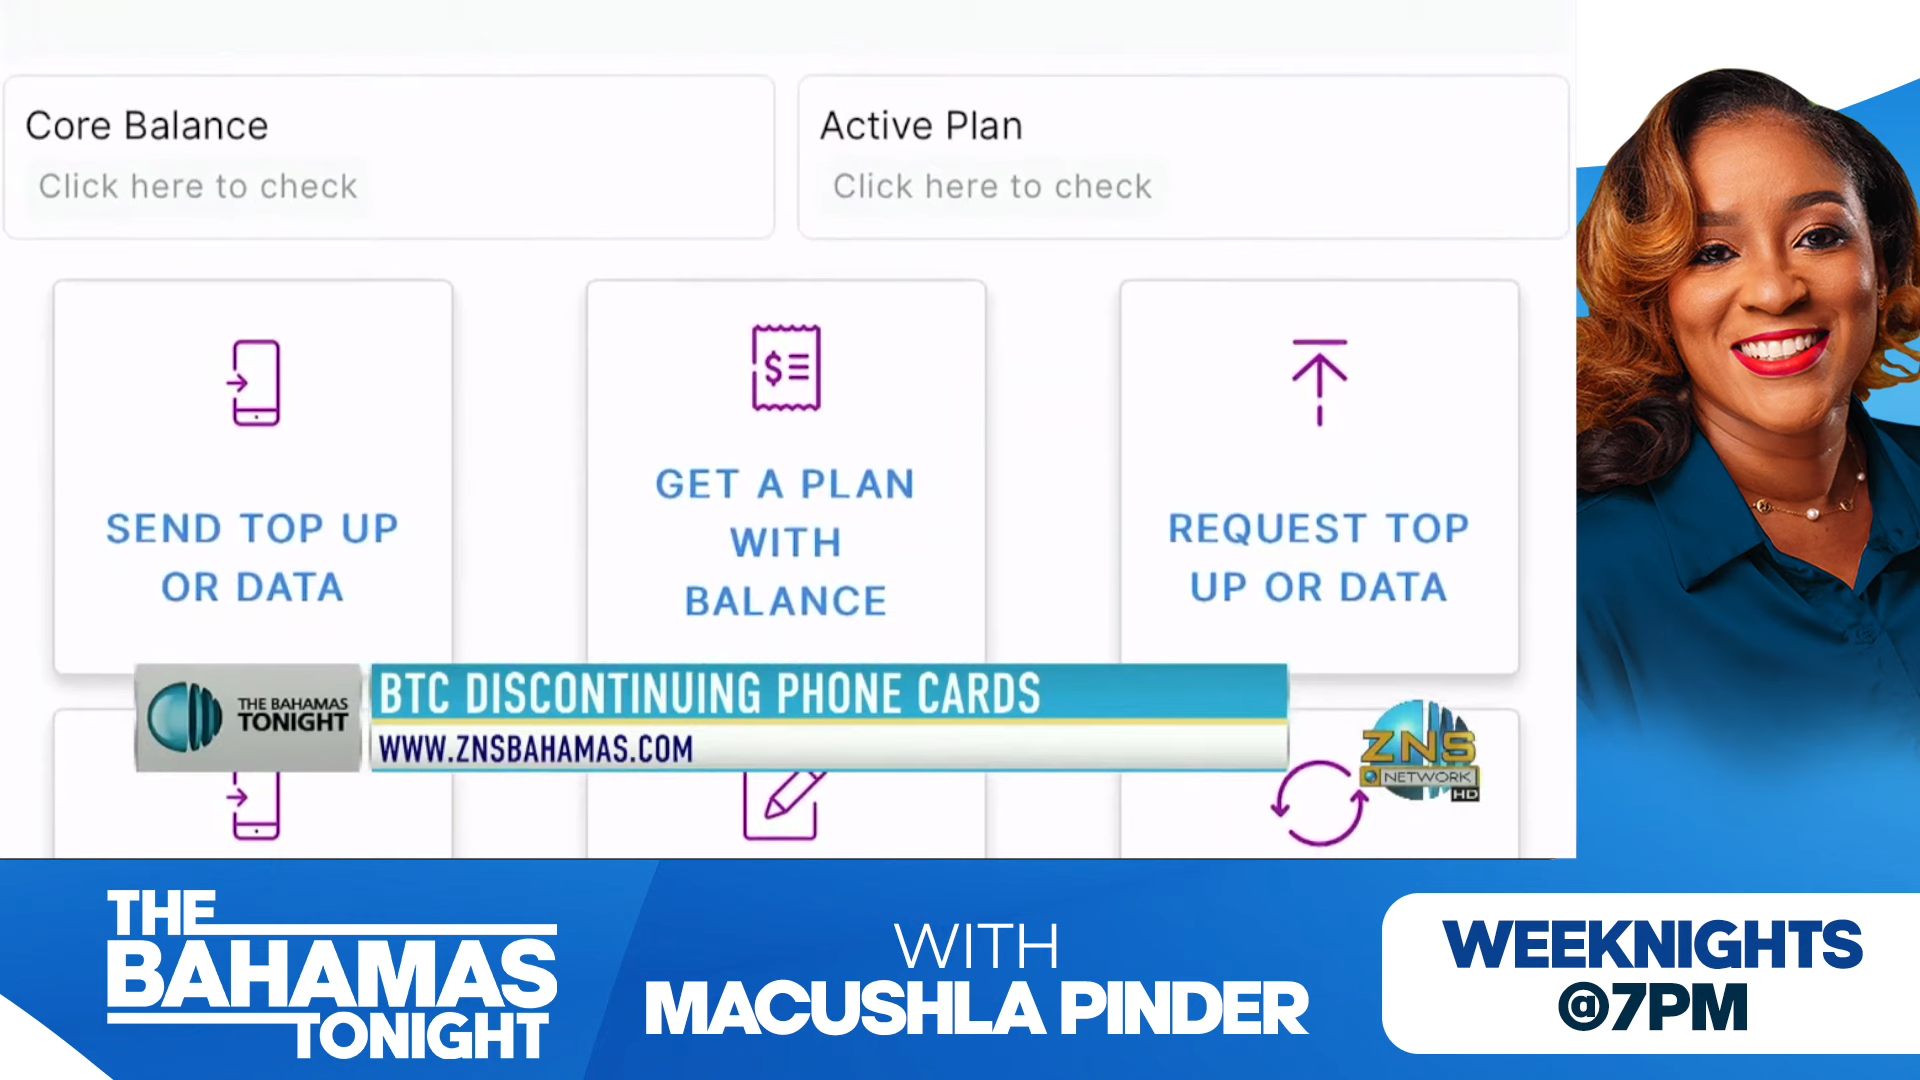 Core Balance
Click here to check
Active Plan
Click here to check
SEND TOP UP
OR DATA
GET A PLAN
WITH
BALANCE
REQUEST TOP
UP OR DATA
THE BAHAMAS
TONIGHT
BTC DISCONTINUING PHONE CARDS
WWW.ZNSBAHAMAS.COM
ZNS
NETWORK
HD
THE
BAHAMAS
TONIGHT
WITH
MACUSHLA PINDER
WEEKNIGHTS
@7PM